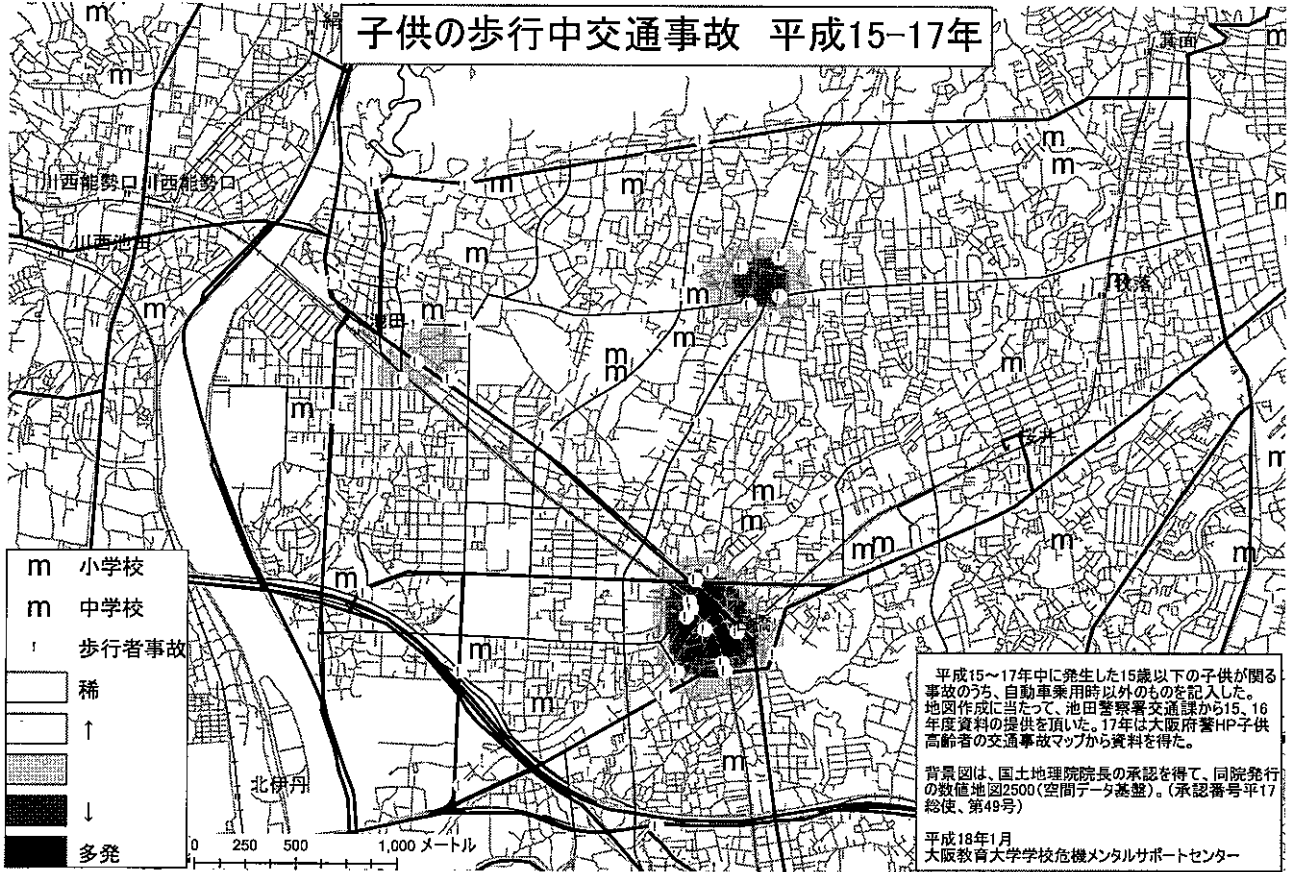 子供の歩行中交通事故 平成15-17年
箕面
川西能勢口
川西能勢口
川西池田
池田
牧落
桜井
北伊丹
m 小学校
m 中学校
歩行者事故
稀
↑
↓
多発
0 250 500 1,000 メートル
平成15~17年中に発生した15歳以下の子供が関る
事故のうち、自動車乗用時以外のものを記入した。
地図作成に当たって、池田警察署交通課から15、16
年度資料の提供を頂いた。17年は大阪府警HP子供
高齢者の交通事故マップから資料を得た。
背景図は、国土地理院院長の承認を得て、同院発行
の数値地図2500(空間データ基盤)。(承認番号平17
総使、第49号)
平成18年1月
大阪教育大学学校危機メンタルサポートセンター